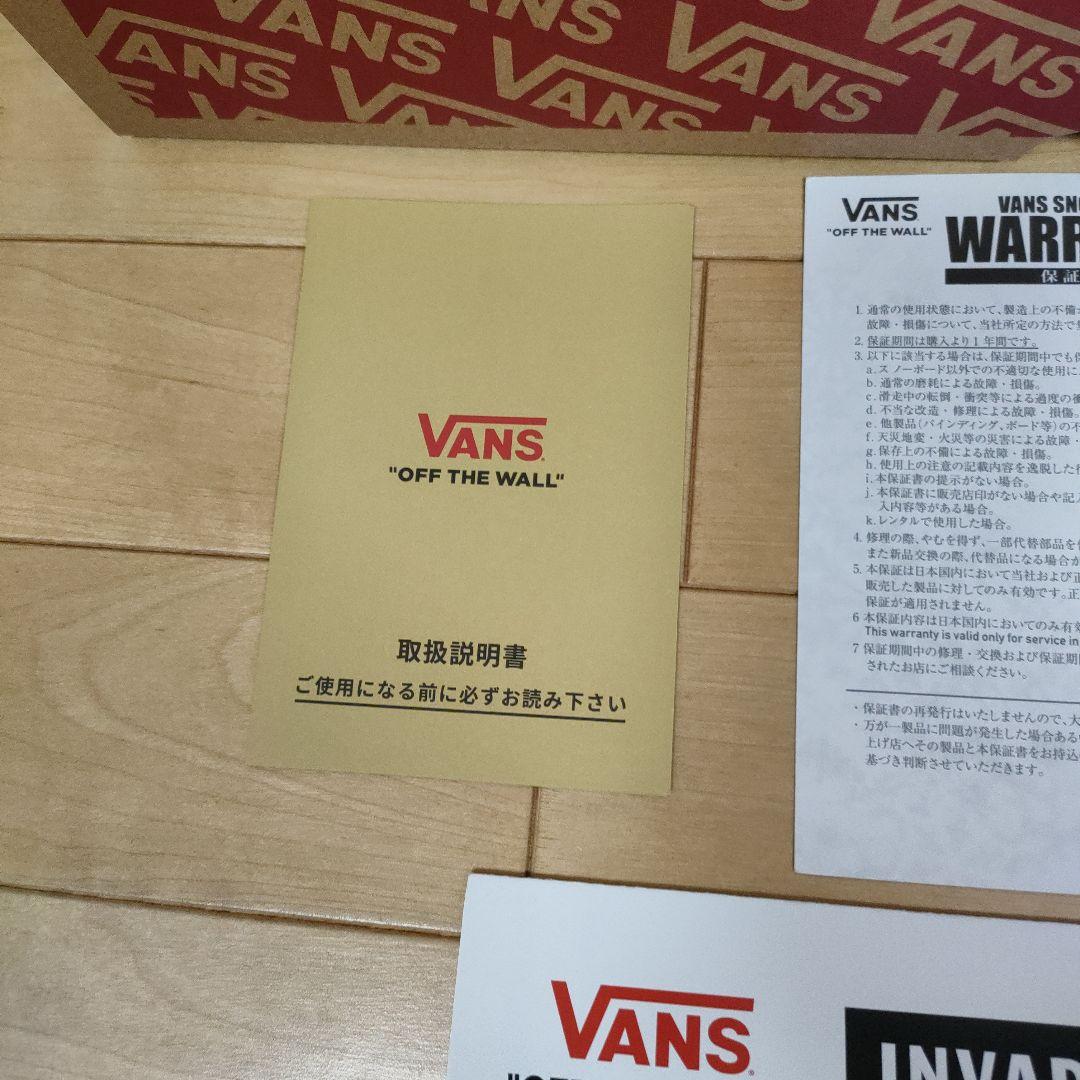 VANS VANS VANS
VANS VANS VANS VANS
VANS
"OFF THE WALL"
取扱説明書
ご使用になる前に必ずお読み下さい
VANS
"OFF THE WALL"
VANS
保証
1. 通常の使用状態において、製造上の不備
故障・損傷について、当社所定の方法で
2. 保証期間は購入より1年間です。
3. 以下に該当する場合は、保証期間中でも
a.スノーボード以外での不適切な使用に
b. 通常の磨耗による故障・損傷。
c. 滑走中の転倒・衝突等による過度の
d. 不当な改造・修理による故障・損傷。
e. 他製品(バインディング、ボード等)の
f. 天災地変・火災等の災害による故障・
g. 保存上の不備による故障・損傷。
h. 使用上の注意の記載内容を逸脱した
i. 本保証書の提示がない場合。
j. 本保証書に販売店印がない場合や記
入内容等がある場合。
k.レンタルで使用した場合。
4. 修理の際、やむを得ず、一部代替部品を
また新品交換の際、代替品になる場合
5. 本保証は日本国内において当社および
販売した製品に対してのみ有効です。正
保証が適用されません。
6 本保証内容は日本国内においてのみ有
This warranty is valid only for service in
7 保証期間中の修理・交換および保証期
されたお店にご相談ください。
・保証書の再発行はいたしませんので、大
・万が一製品に問題が発生した場合ある
上げ店へその製品と本保証書をお持込
基づき判断させていただきます。
VANS